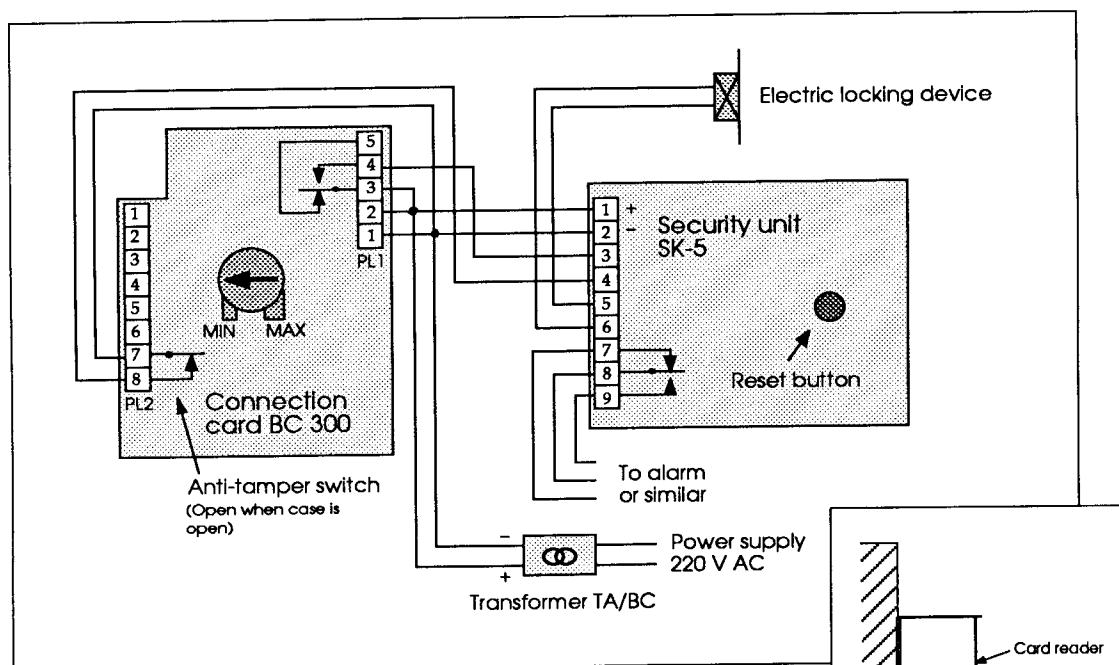 Electric locking device
5
4
3
2
1
PL1
1
2
3
4
5
6
7
8
PL2
MIN MAX
Connection
card BC 300
Anti-tamper switch
(Open when case is
open)
1
2
3
4
5
6
7
8
9
+
−
Security unit
SK-5
Reset button
To alarm
or similar
−
+
Power supply
220 V AC
Transformer TA/BC
Card reader